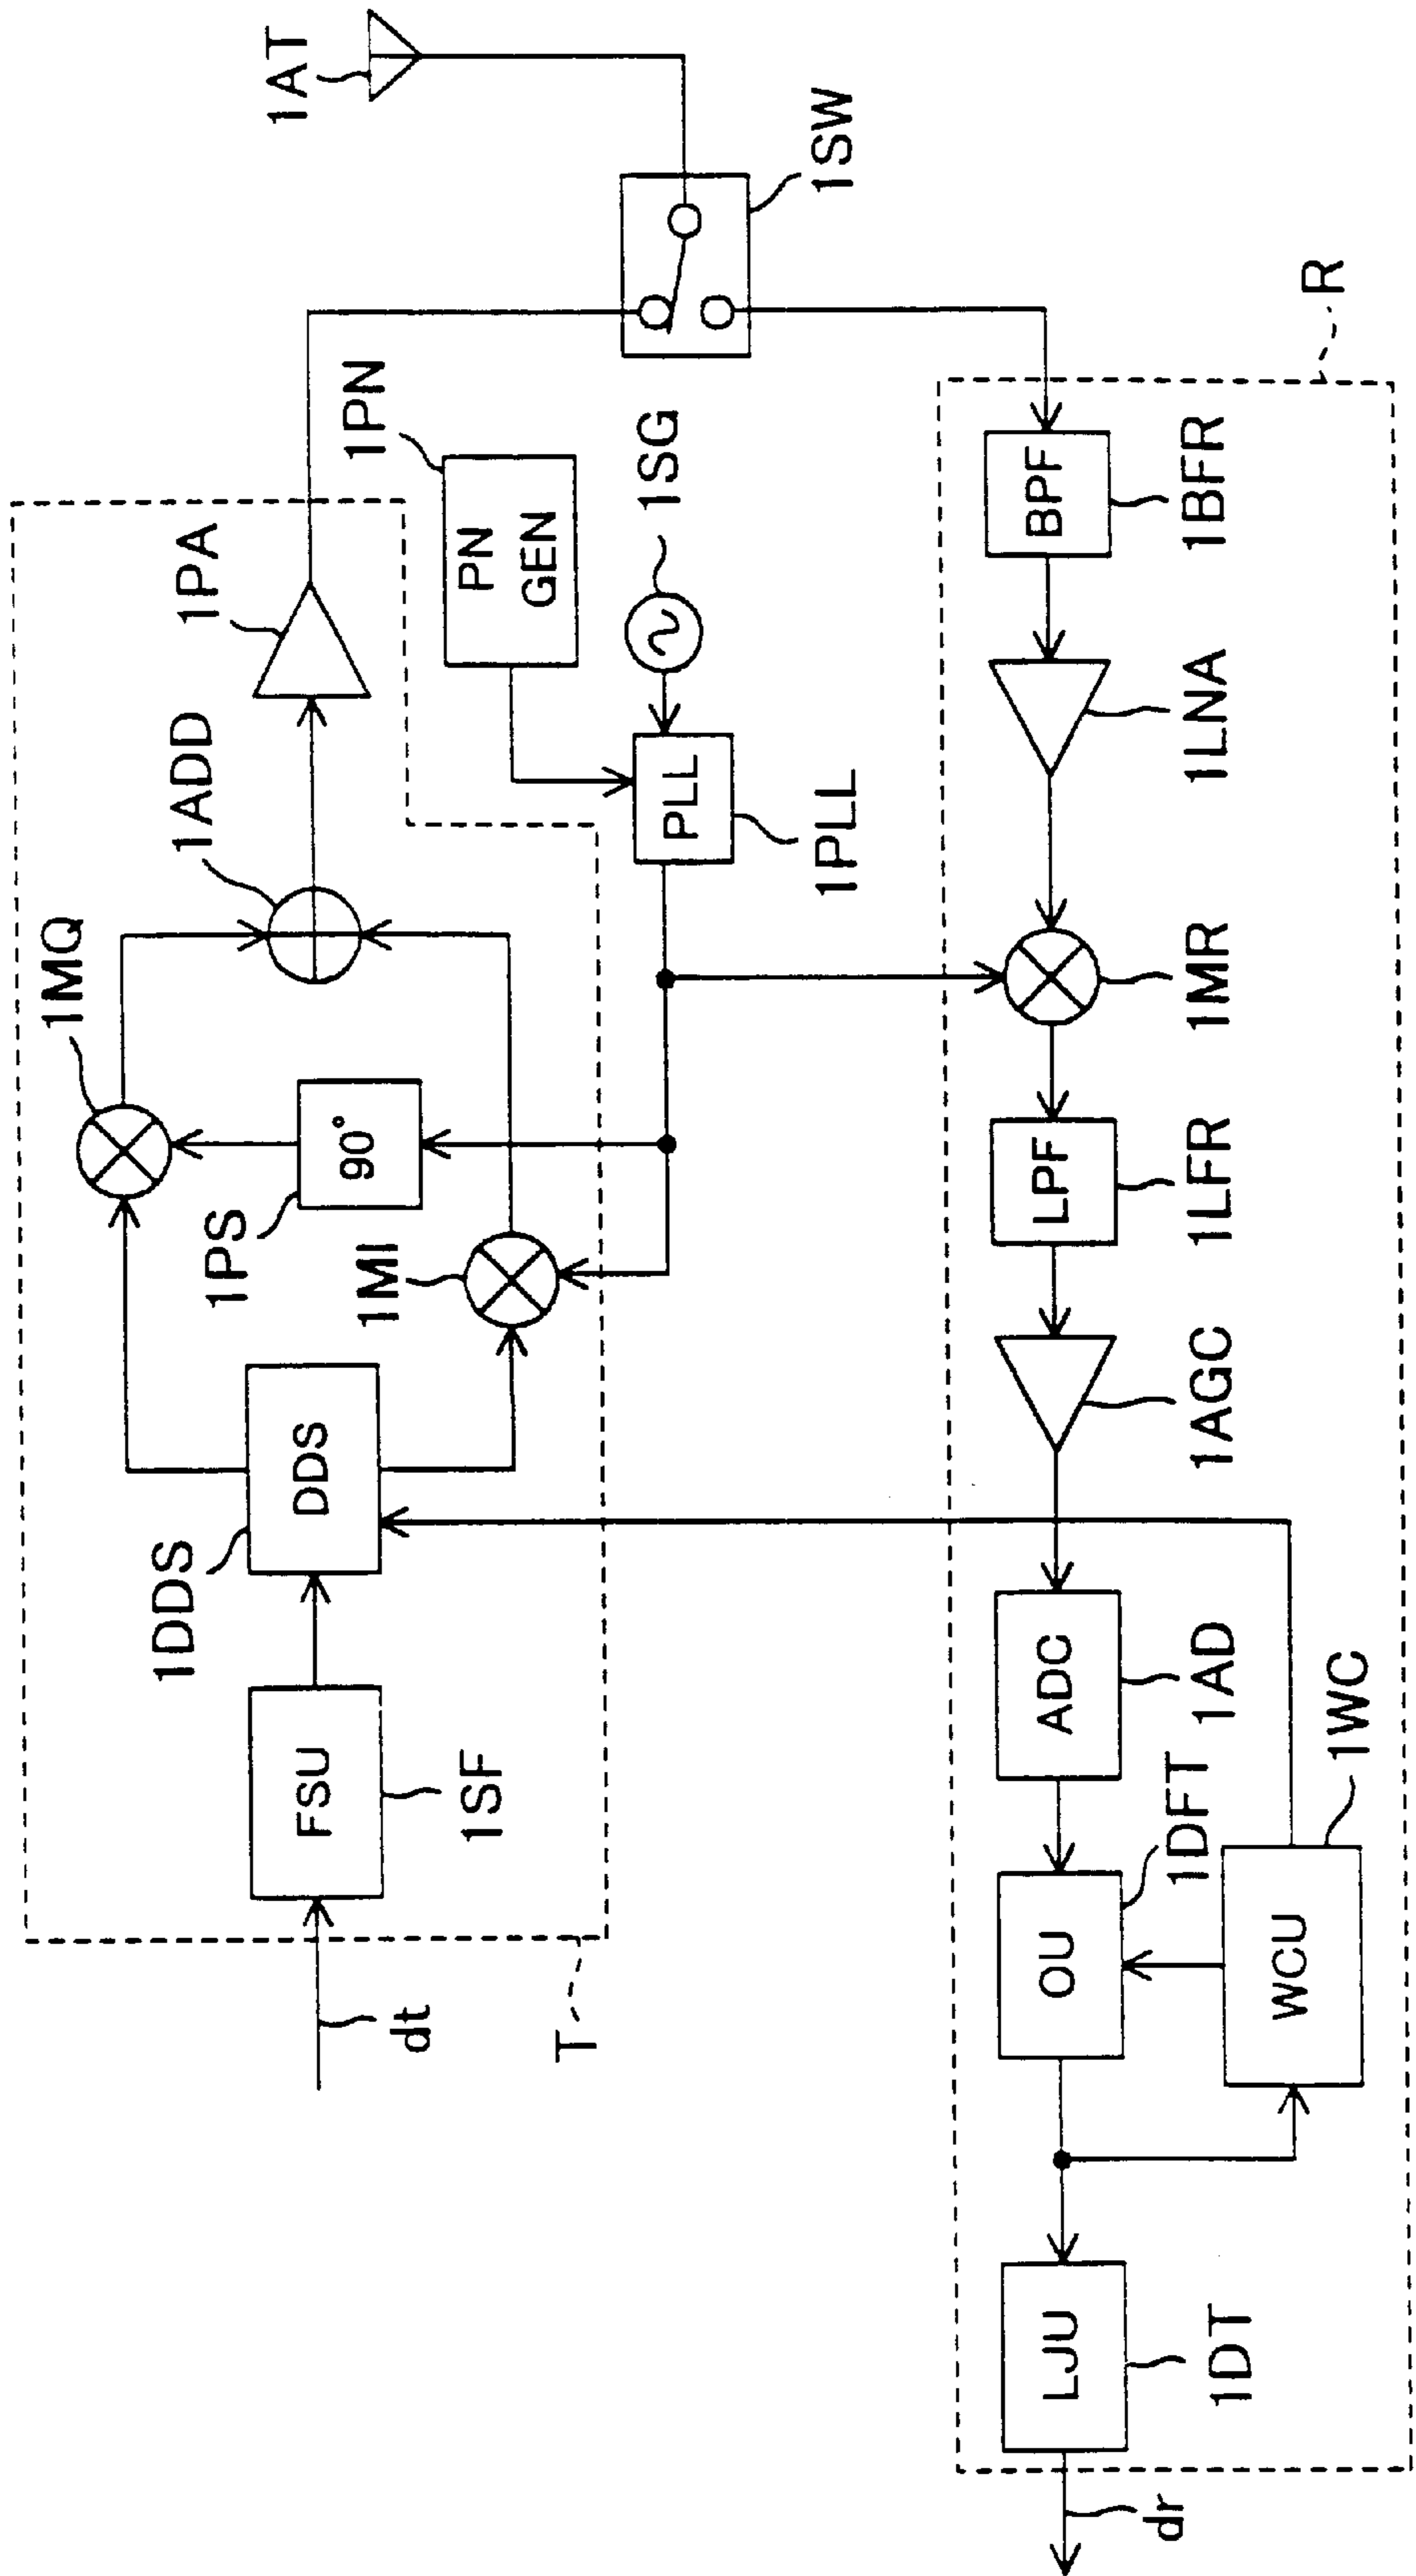 dt
FSU
1SF
DDS
1DDS
1MQ
90°
1PS
1MI
1ADD
1PA
T
PN
GEN
1PN
1SG
PLL
1PLL
1AT
1SW
R
BPF
1BFR
1LNA
1MR
LPF
1LFR
1AGC
ADC
1AD
OU
1DFT
WCU
1WC
LJU
1DT
dr